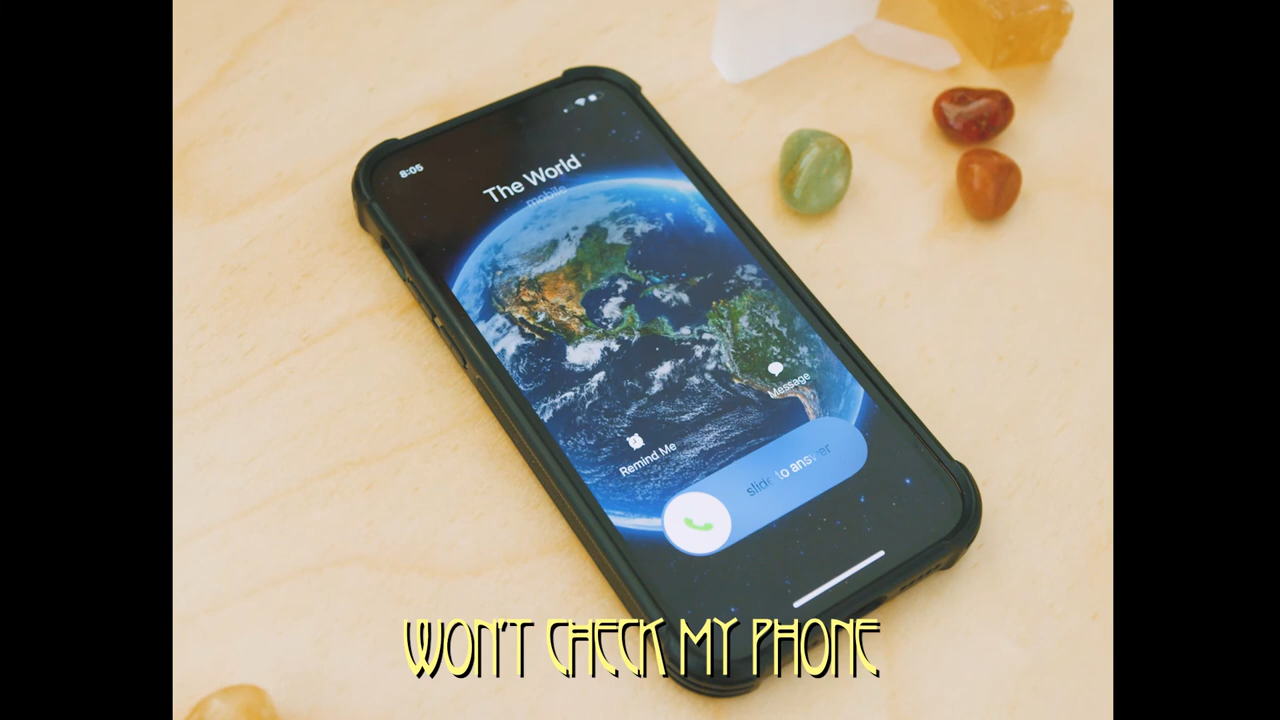 8:05
The World
mobile
Message
Remind Me
slide to answer
WON'T CHECK MY PHONE